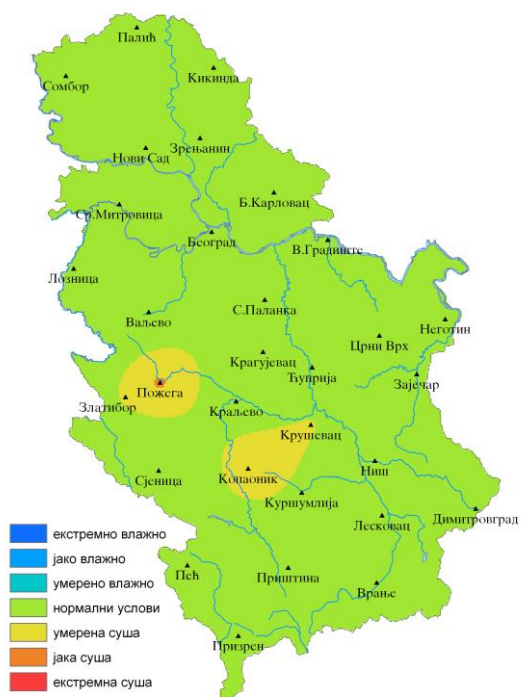 Палић
Кикинда
Сомбор
Зрењанин
Нови Сад
Б.Карловац
Ср.Митровица
Београд
В.Градиште
Лозница
С.Паланка
Ваљево
Неготин
Црни Врх
Крагујевац
Ћуприја
Зајечар
Пожега
Златибор
Краљево
Крушевац
Ниш
Сјеница
Копаоник
Куршумлија
Димитровград
Лесковац
Пећ
Приштина
Врање
Призрен
екстремно влажно
јако влажно
умерено влажно
нормални услови
умерена суша
јака суша
екстремна суша